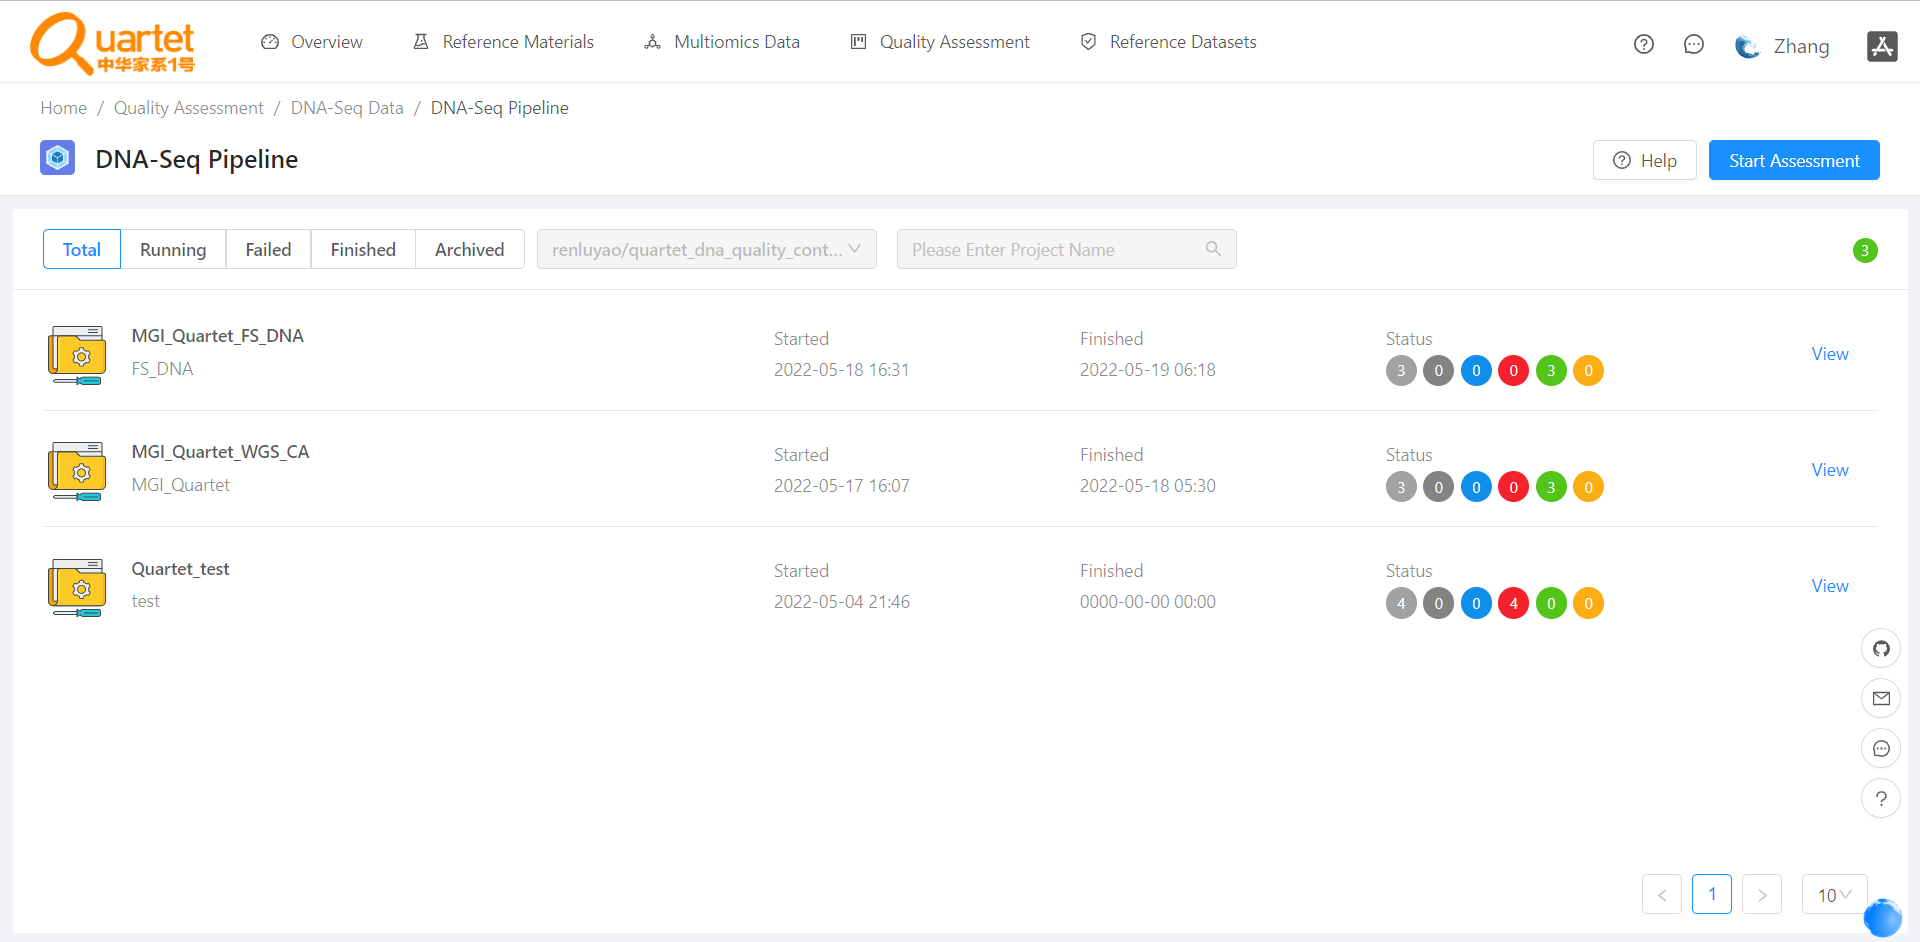 Quartet
中华家系1号
Overview
Reference Materials
Multiomics Data
Quality Assessment
Reference Datasets
Zhang
Home / Quality Assessment / DNA-Seq Data / DNA-Seq Pipeline
DNA-Seq Pipeline
Help
Start Assessment
Total
Running
Failed
Finished
Archived
renluyao/quartet_dna_quality_cont...
Please Enter Project Name
3
MGI_Quartet_FS_DNA
FS_DNA
Started
2022-05-18 16:31
Finished
2022-05-19 06:18
Status
3 0 0 0 3 0
View
MGI_Quartet_WGS_CA
MGI_Quartet
Started
2022-05-17 16:07
Finished
2022-05-18 05:30
Status
3 0 0 0 3 0
View
Quartet_test
test
Started
2022-05-04 21:46
Finished
0000-00-00 00:00
Status
4 0 0 4 0 0
View
< 1 > 10